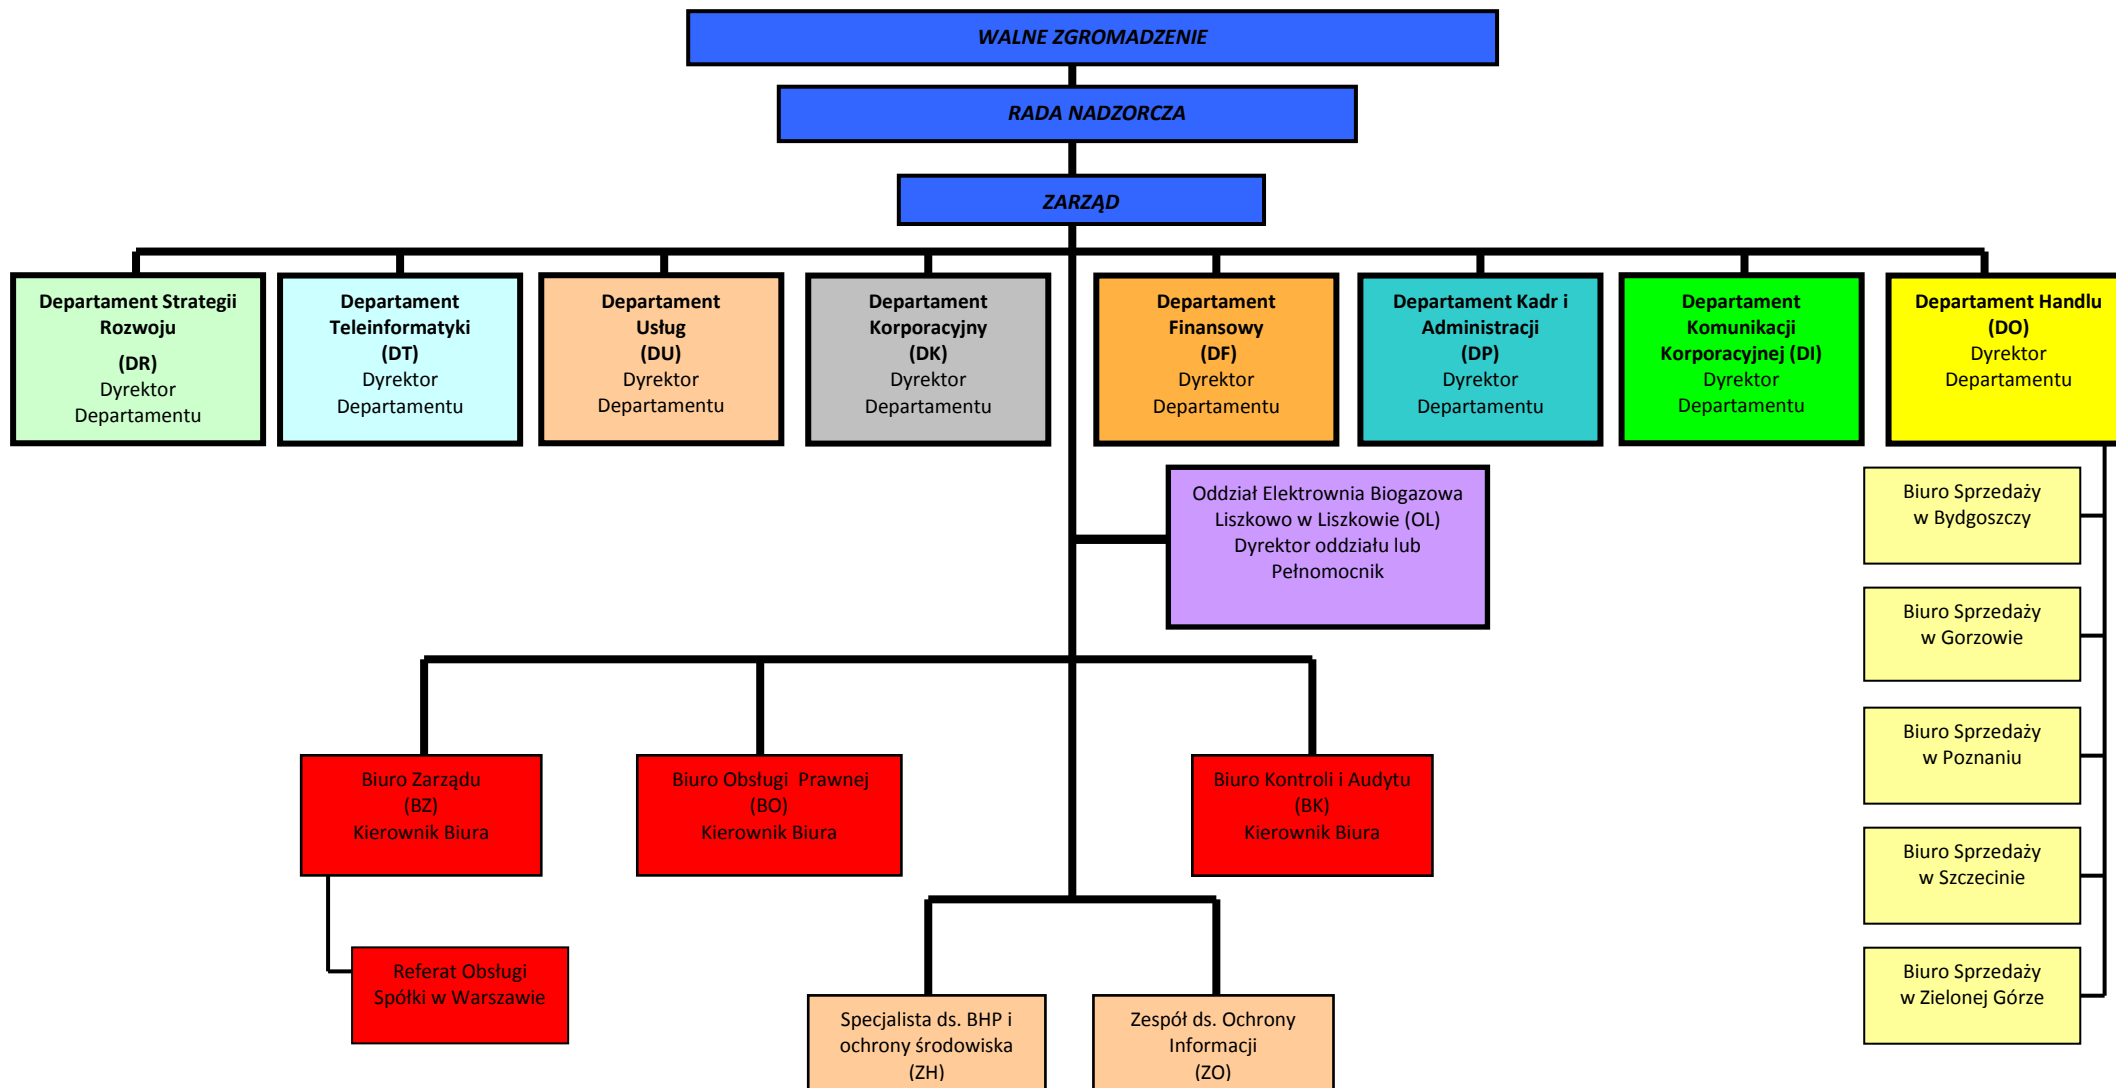 WALNE ZGROMADZENIE
RADA NADZORCZA
ZARZĄD
Departament Strategii
Rozwoju
(DR)
Dyrektor
Departamentu
Departament
Teleinformatyki
(DT)
Dyrektor
Departamentu
Departament
Usług
(DU)
Dyrektor
Departamentu
Departament
Korporacyjny
(DK)
Dyrektor
Departamentu
Departament
Finansowy
(DF)
Dyrektor
Departamentu
Departament Kadr i
Administracji
(DP)
Dyrektor
Departamentu
Departament
Komunikacji
Korporacyjnej (DI)
Dyrektor
Departamentu
Departament Handlu
(DO)
Dyrektor
Departamentu
Oddział Elektrownia Biogazowa
Liszkowo w Liszkowie (OL)
Dyrektor oddziału lub
Pełnomocnik
Biuro Sprzedaży
w Bydgoszczy
Biuro Sprzedaży
w Gorzowie
Biuro Sprzedaży
w Poznaniu
Biuro Sprzedaży
w Szczecinie
Biuro Sprzedaży
w Zielonej Górze
Biuro Zarządu
(BZ)
Kierownik Biura
Biuro Obsługi  Prawnej
(BO)
Kierownik Biura
Biuro Kontroli i Audytu
(BK)
Kierownik Biura
Referat Obsługi
Spółki w Warszawie
Specjalista ds. BHP i
ochrony środowiska
(ZH)
Zespół ds. Ochrony
Informacji
(ZO)